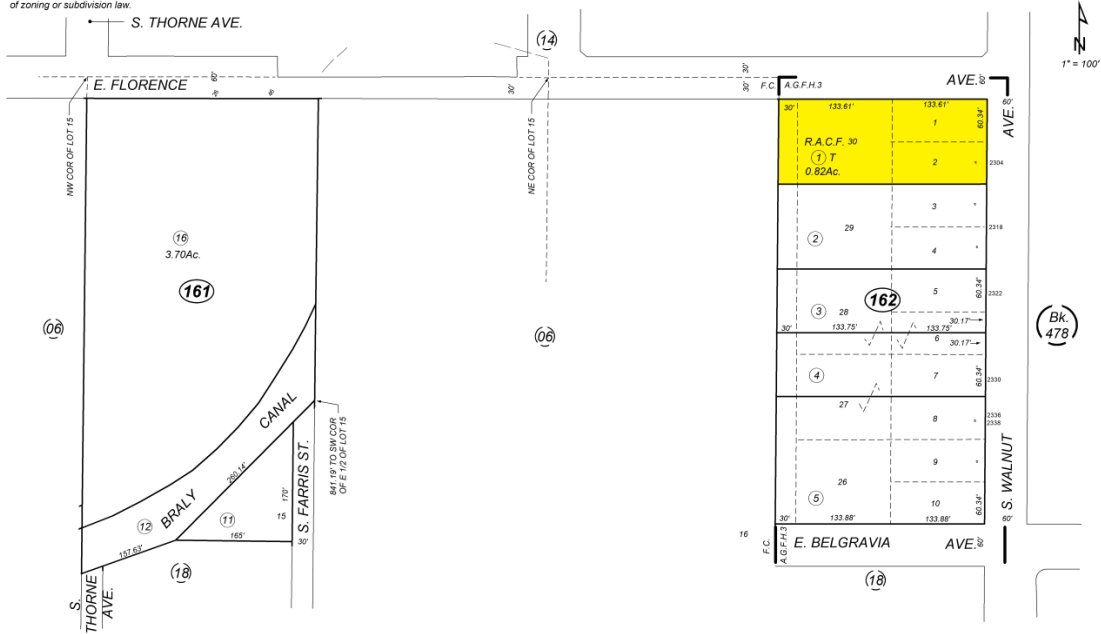 of zoning or subdivision law.
S. THORNE AVE.
(14)
N
1" = 100'
E. FLORENCE
60'
30'
30'
30'
F.C.
A.G.F.H.3
AVE.
60'
60'
AVE.
NW COR OF LOT 15
NE COR OF LOT 15
30'
133.61'
133.61'
1
60.34'
R.A.C.F. 30
1 T
0.82Ac.
2
2304
3
29
2318
2
4
16
3.70Ac.
161
5
60.34'
2322
162
3
28
30.17'
30'
133.75'
133.75'
6
30.17'
(06)
(06)
Bk.
478
4
7
60.34'
2330
27
8
2336
2338
CANAL
841.19' TO SW COR
OF E 1/2 OF LOT 15
260.14'
S. FARRIS ST.
9
S. WALNUT
26
5
10
60.34'
BRALY
170'
15
12
11
165'
30'
157.63'
30'
133.88'
133.88'
60'
16
F.C.
A.G.F.H.3
E. BELGRAVIA
AVE.
60'
(18)
(18)
S.
THORNE
AVE.